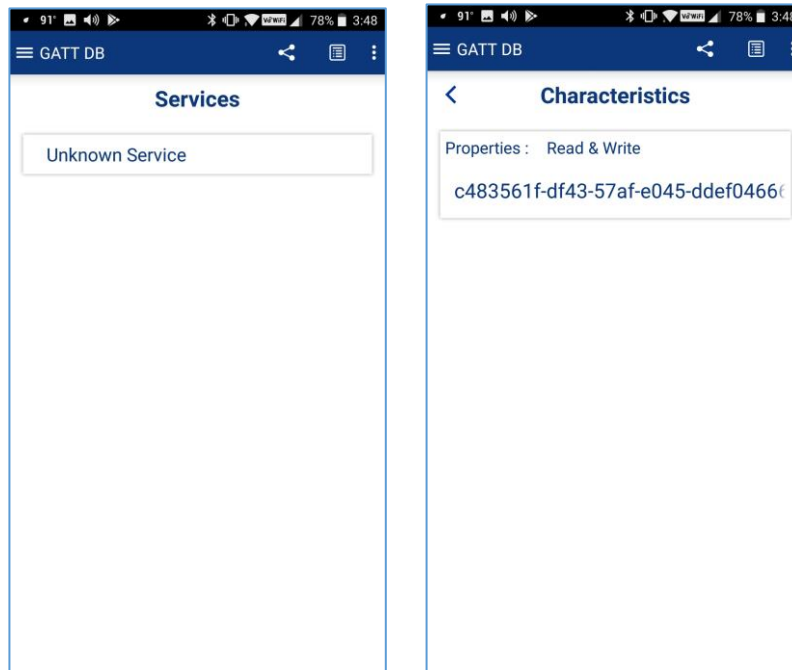 91° 78% 3:48
GATT DB
Services
Unknown Service
91° 78% 3:48
GATT DB
Characteristics
Properties : Read & Write
c483561f-df43-57af-e045-ddef04666